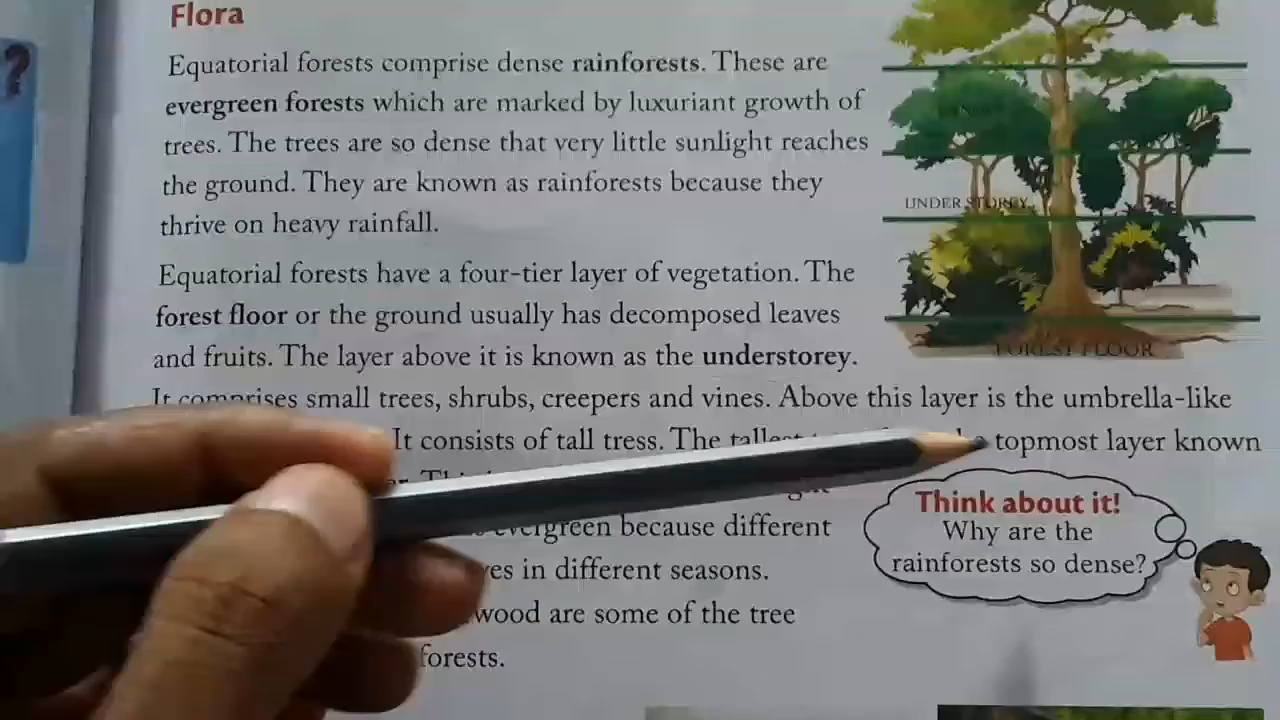 Flora
Equatorial forests comprise dense rainforests. These are
evergreen forests which are marked by luxuriant growth of
trees. The trees are so dense that very little sunlight reaches
the ground. They are known as rainforests because they
thrive on heavy rainfall.
Equatorial forests have a four-tier layer of vegetation. The
forest floor or the ground usually has decomposed leaves
and fruits. The layer above it is known as the understorey.
It comprises small trees, shrubs, creepers and vines. Above this layer is the umbrella-like
It consists of tall tress. The tallest topmost layer known
evergreen because different
in different seasons.
wood are some of the tree
forests.
UNDER STOREY
FOREST FLOOR
Think about it!
Why are the
rainforests so dense?
?